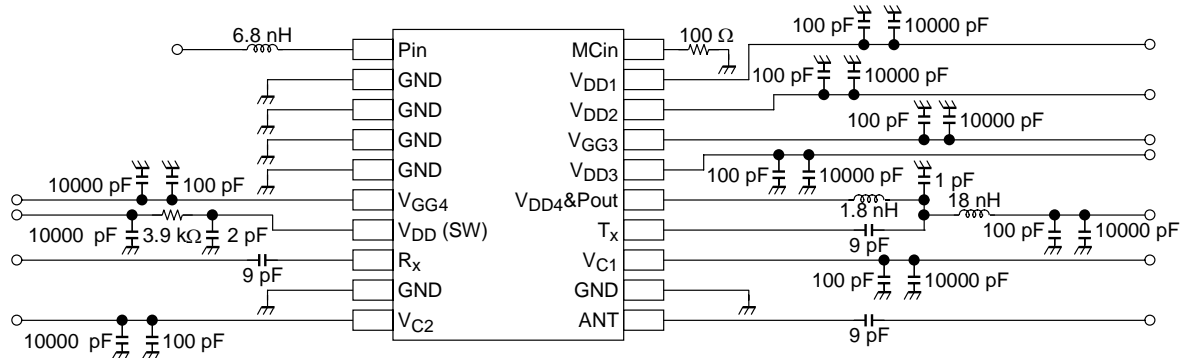 6.8 nH
Pin
GND
GND
GND
GND
10000 pF
100 pF
VGG4
10000 pF
3.9 kΩ
2 pF
VDD (SW)
Rx
9 pF
GND
VC2
10000 pF
100 pF
MCin
100 Ω
100 pF
10000 pF
VDD1
100 pF
10000 pF
VDD2
100 pF
10000 pF
VGG3
VDD3
100 pF
10000 pF
1 pF
VDD4&Pout
1.8 nH
18 nH
Tx
9 pF
100 pF
10000 pF
VC1
100 pF
10000 pF
GND
ANT
9 pF